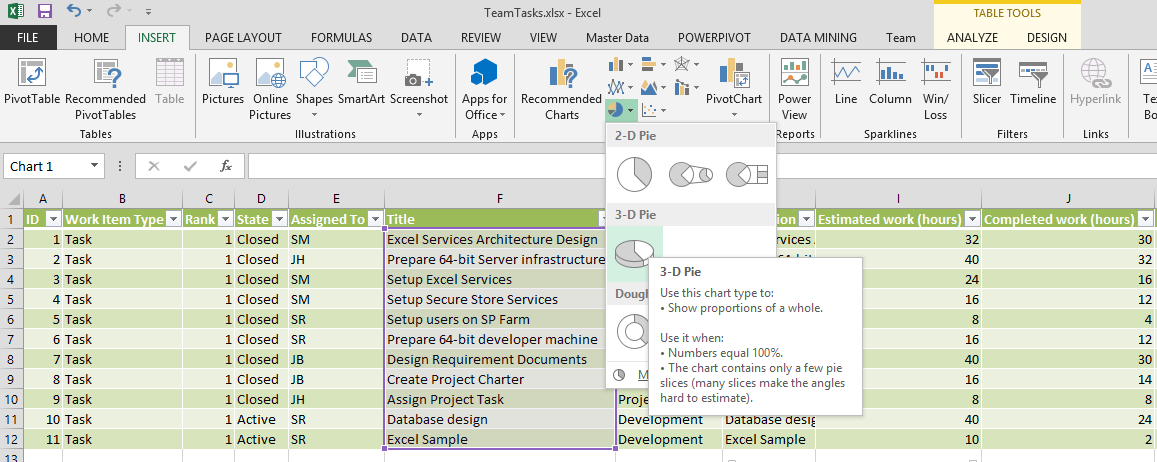 TeamTasks.xlsx - Excel
TABLE TOOLS
FILE HOME INSERT PAGE LAYOUT FORMULAS DATA REVIEW VIEW Master Data POWERPIVOT DATA MINING Team ANALYZE DESIGN
PivotTable Recommended PivotTables Table
Tables
Pictures Online Pictures Shapes SmartArt Screenshot
Illustrations
Apps for Office
Apps
Recommended Charts
PivotChart
Power View
Reports
Line Column Win/ Loss
Sparklines
Slicer Timeline
Filters
Hyperlink
Links
Chart 1
fx
2-D Pie
3-D Pie
3-D Pie
Use this chart type to:
• Show proportions of a whole.
Use it when:
• Numbers equal 100%.
• The chart contains only a few pie
slices (many slices make the angles
hard to estimate).
A B C D E F I J
1 ID Work Item Type Rank State Assigned To Title Estimated work (hours) Completed work (hours)
2 1 Task 1 Closed SM Excel Services Architecture Design 32 30
3 2 Task 1 Closed JH Prepare 64-bit Server infrastructure 40 32
4 3 Task 1 Closed SM Setup Excel Services 24 16
5 4 Task 1 Closed SM Setup Secure Store Services 16 12
6 5 Task 1 Closed SR Setup users on SP Farm 8 4
7 6 Task 1 Closed SR Prepare 64-bit developer machine 16 12
8 7 Task 1 Closed JB Design Requirement Documents 40 30
9 8 Task 1 Closed JB Create Project Charter 16 14
10 9 Task 1 Closed JH Assign Project Task 8 8
11 10 Task 1 Active SR Database design Development Database 40 24
12 11 Task 1 Active SR Excel Sample Development Excel Sample 10 2
13